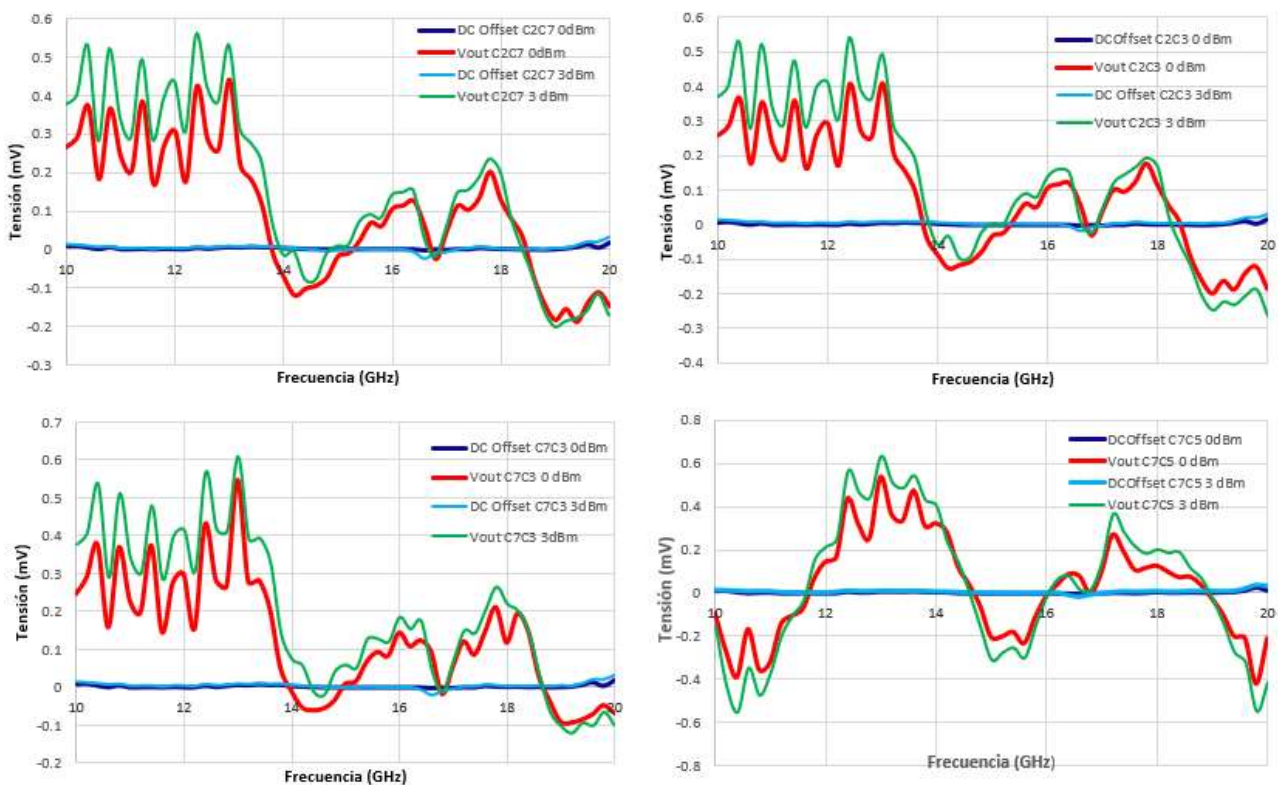 0.6
0.5
0.4
0.3
0.2
0.1
0
-0.1
-0.2
-0.3
Tensión (mV)
DC Offset C2C7 0dBm
Vout C2C7 0dBm
DC Offset C2C7 3dBm
Vout C2C7 3 dBm
10 12 14 16 18 20
Frecuencia (GHz)
0.6
0.5
0.4
0.3
0.2
0.1
0
-0.1
-0.2
-0.3
-0.4
Tensión (mV)
DCOffset C2C3 0 dBm
Vout C2C3 0 dBm
DC Offset C2C3 3dBm
Vout C2C3 3 dBm
10 12 14 16 18 20
Frecuencia (GHz)
0.7
0.6
0.5
0.4
0.3
0.2
0.1
0
-0.1
-0.2
Tensión (mV)
DC Offset C7C3 0dBm
Vout C7C3 0 dBm
DC Offset C7C3 3dBm
Vout C7C3 3dBm
10 12 14 16 18 20
Frecuencia (GHz)
0.8
0.6
0.4
0.2
0
-0.2
-0.4
-0.6
-0.8
Tensión (mV)
DCOffset C7C5 0dBm
Vout C7C5 0 dBm
DCOffset C7C5 3 dBm
Vout C7C5 3 dBm
10 12 14 16 18 20
Frecuencia (GHz)